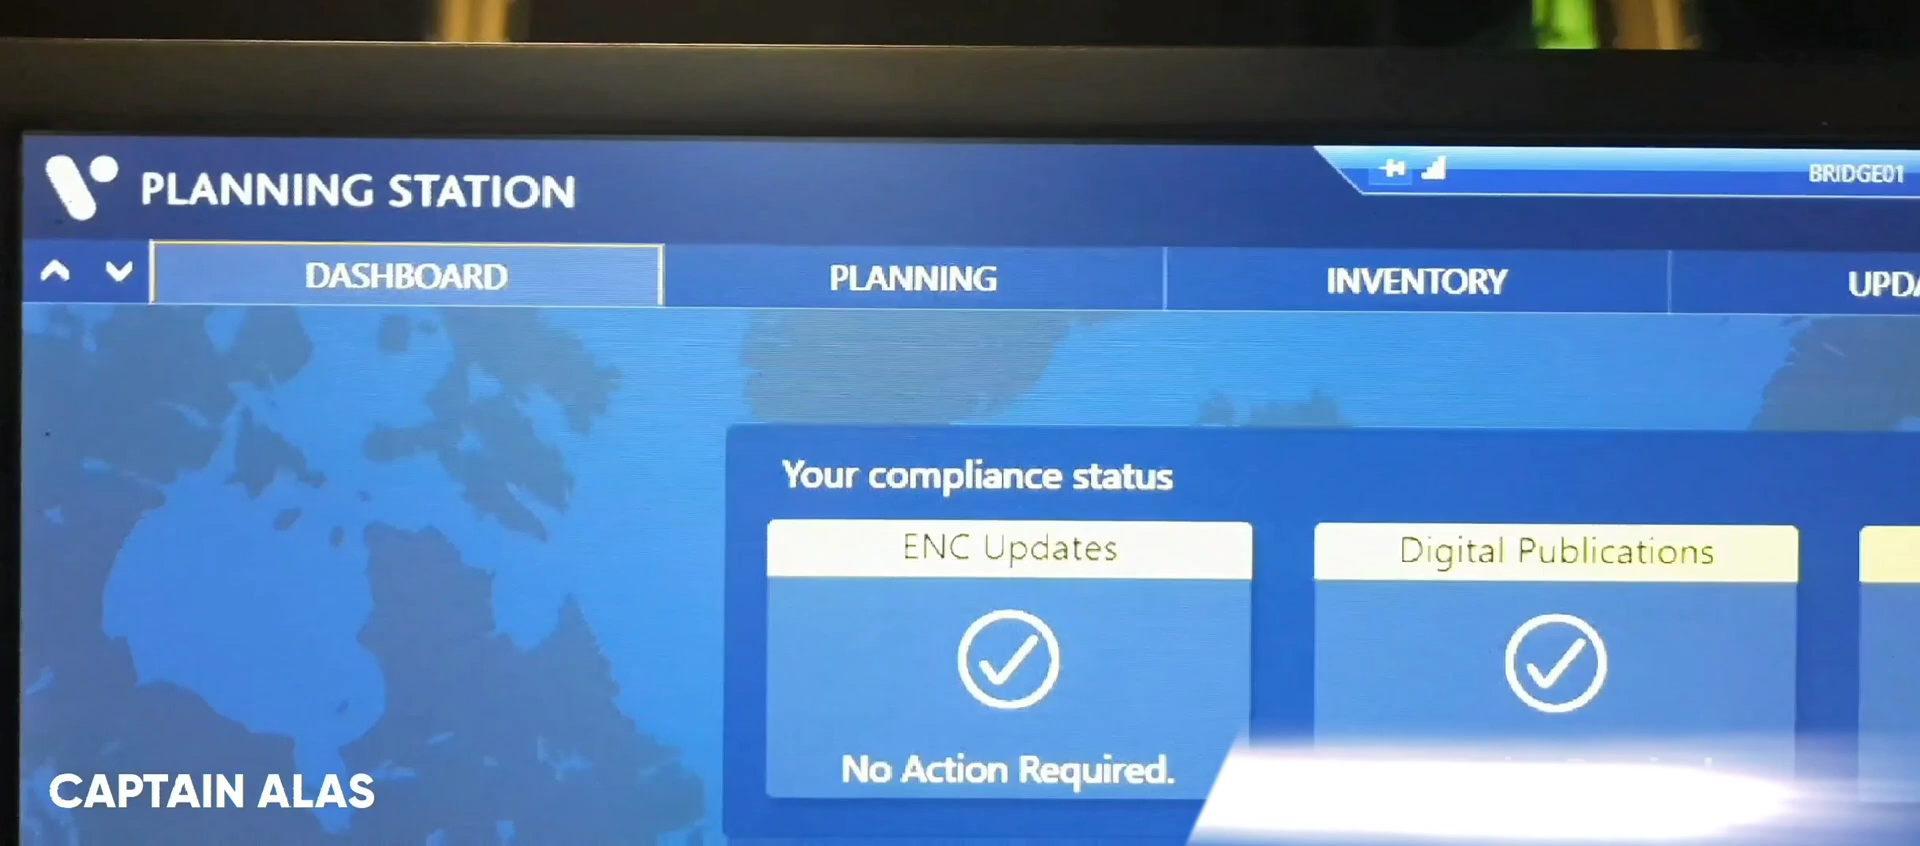 PLANNING STATION
BRIDGE01
DASHBOARD
PLANNING
INVENTORY
Your compliance status
ENC Updates
Digital Publications
No Action Required.
CAPTAIN ALAS